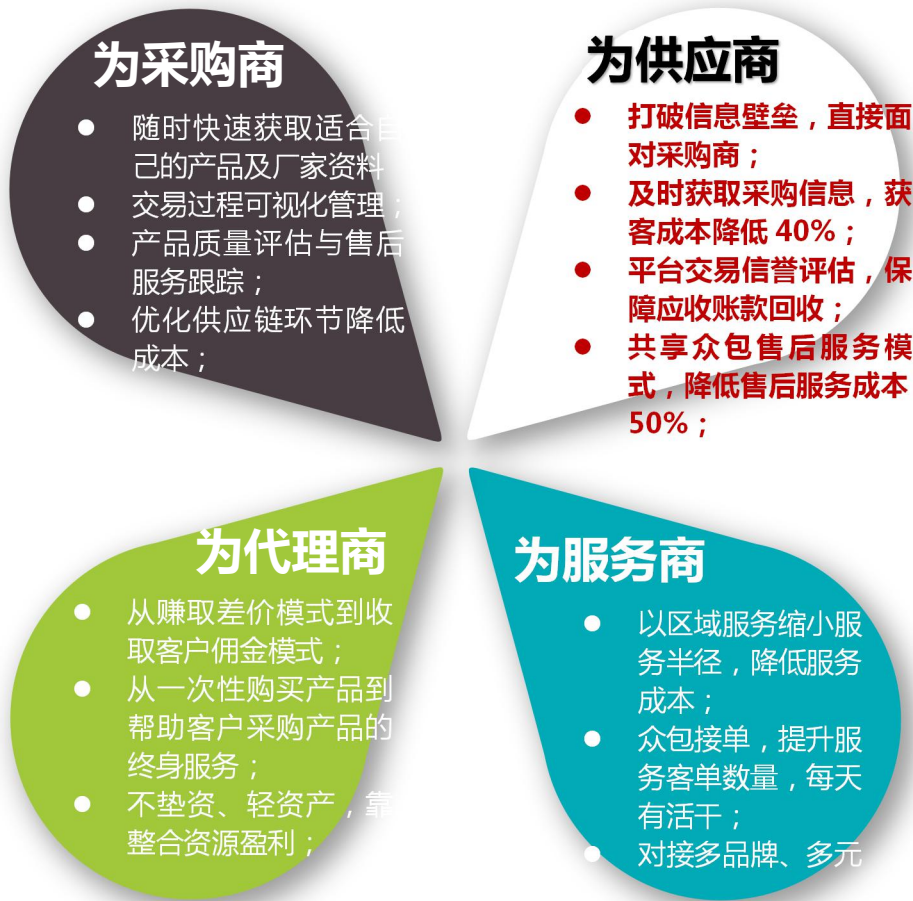 为采购商
随时快速获取适合自
己的产品及厂家资料
交易过程可视化管理；
产品质量评估与售后
服务跟踪；
优化供应链环节降低
成本；
为供应商
打破信息壁垒，直接面
对采购商；
及时获取采购信息，获
客成本降低 40%；
平台交易信誉评估，保
障应收账款回收；
共享众包售后服务模
式，降低售后服务成本
50%；
为代理商
从赚取差价模式到收
取客户佣金模式；
从一次性购买产品到
帮助客户采购产品的
终身服务；
不垫资、轻资产，靠
整合资源盈利；
为服务商
以区域服务缩小服
务半径，降低服务
成本；
众包接单，提升服
务客单数量，每天
有活干；
对接多品牌、多元